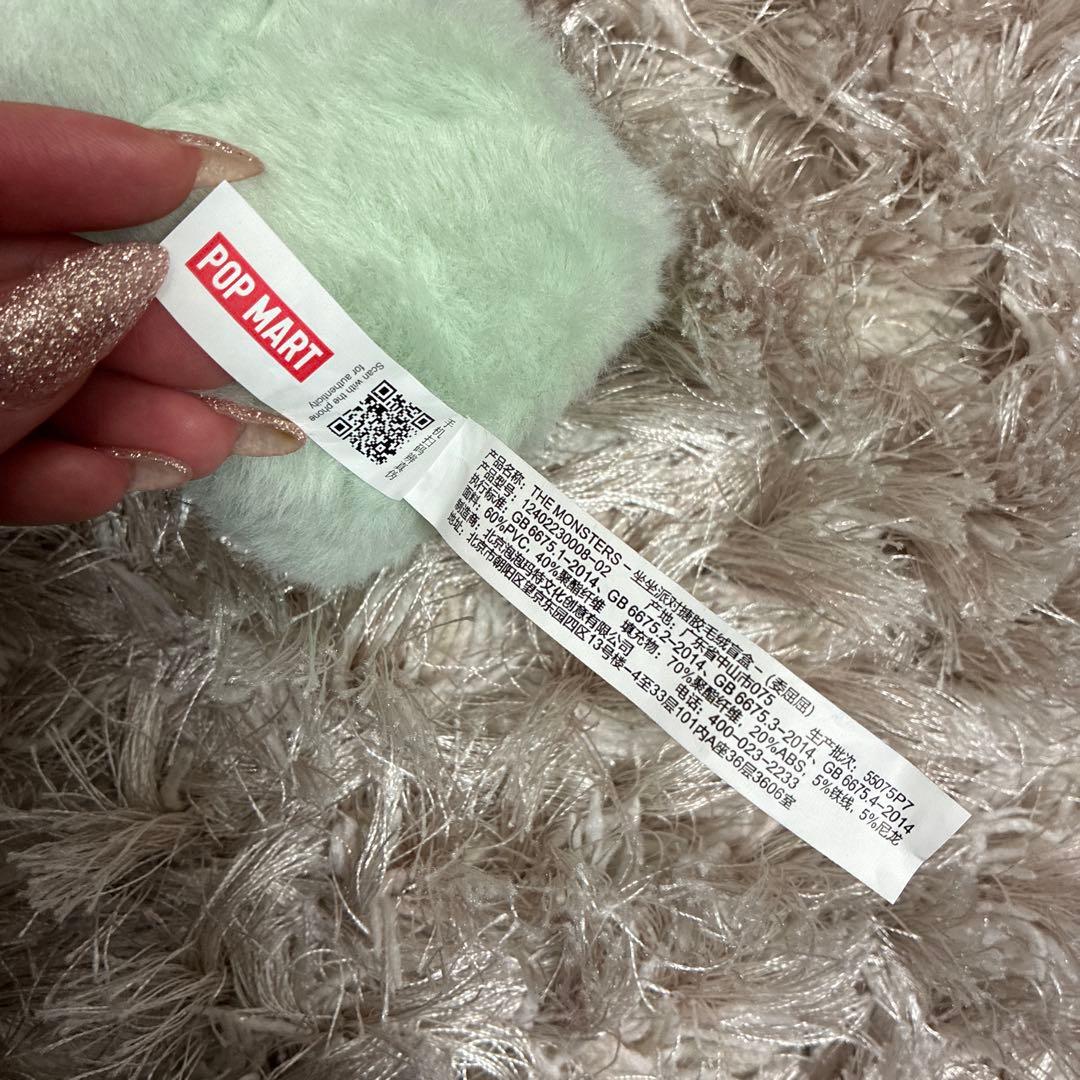 POP MART
Scan with the phone
for authenticity
手机扫码辨真伪
产品名称：THE MONSTERS – 坐坐派对搪胶毛绒盲盒 –（委屈屈）
产品型号：12402230008–02 产地：广东省中山市075 生产批次：55075P7
执行标准：GB 6675.1–2014、GB 6675.2–2014、GB 6675.3–2014、GB 6675.4–2014
面料：60%PVC，40%聚酯纤维 填充物：70%聚酯纤维，20%ABS，5%铁线，5%尼龙
制造商：北京泡泡玛特文化创意有限公司 电话：400–023–2233
地址：北京市朝阳区望京东园四区13号楼–4至33层101内A座36层3606室